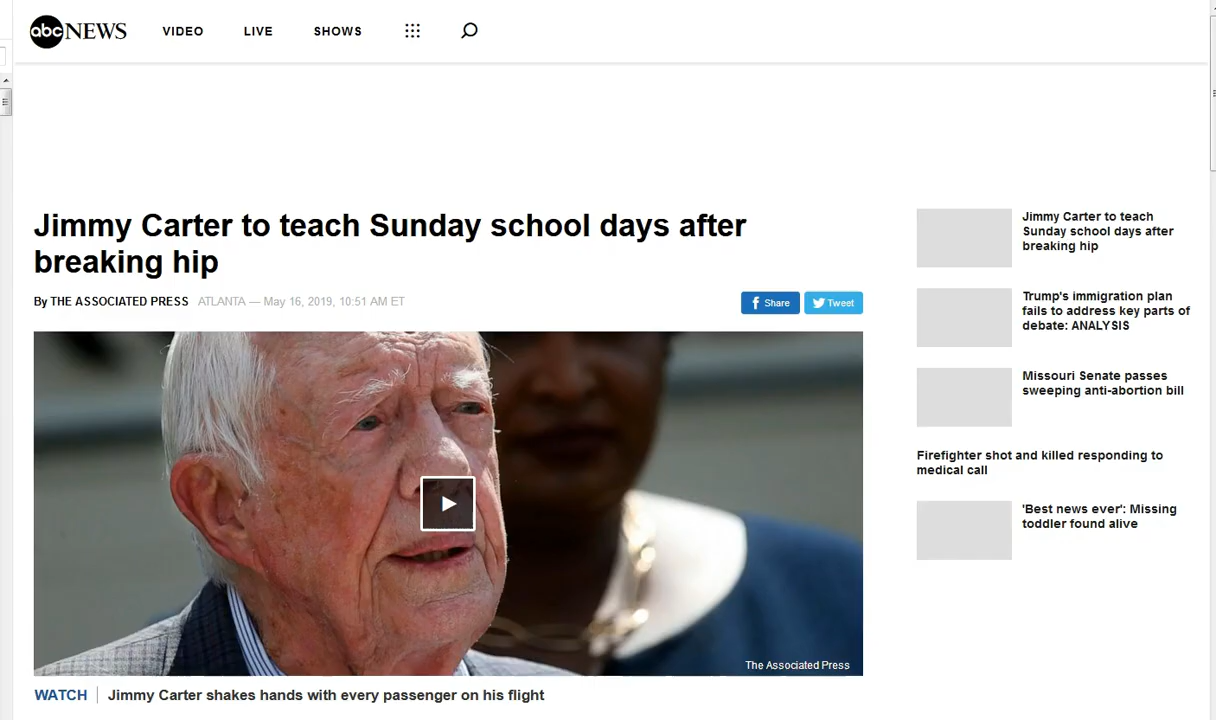 abc NEWS
VIDEO
LIVE
SHOWS
Jimmy Carter to teach Sunday school days after
breaking hip
By THE ASSOCIATED PRESS ATLANTA — May 16, 2019, 10:51 AM ET
Share
Tweet
The Associated Press
WATCH Jimmy Carter shakes hands with every passenger on his flight
Jimmy Carter to teach
Sunday school days after
breaking hip
Trump's immigration plan
fails to address key parts of
debate: ANALYSIS
Missouri Senate passes
sweeping anti-abortion bill
Firefighter shot and killed responding to
medical call
'Best news ever': Missing
toddler found alive